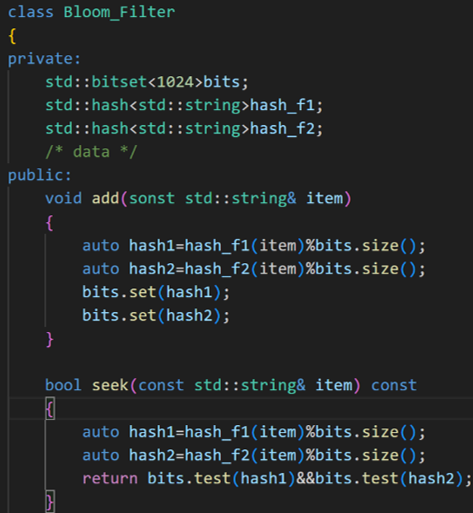 class Bloom_Filter
{
private:
    std::bitset<1024>bits;
    std::hash<std::string>hash_f1;
    std::hash<std::string>hash_f2;
    /* data */
public:
    void add(sonst std::string& item)
    {
        auto hash1=hash_f1(item)%bits.size();
        auto hash2=hash_f2(item)%bits.size();
        bits.set(hash1);
        bits.set(hash2);
    }

    bool seek(const std::string& item) const
    {
        auto hash1=hash_f1(item)%bits.size();
        auto hash2=hash_f2(item)%bits.size();
        return bits.test(hash1)&&bits.test(hash2);
    }